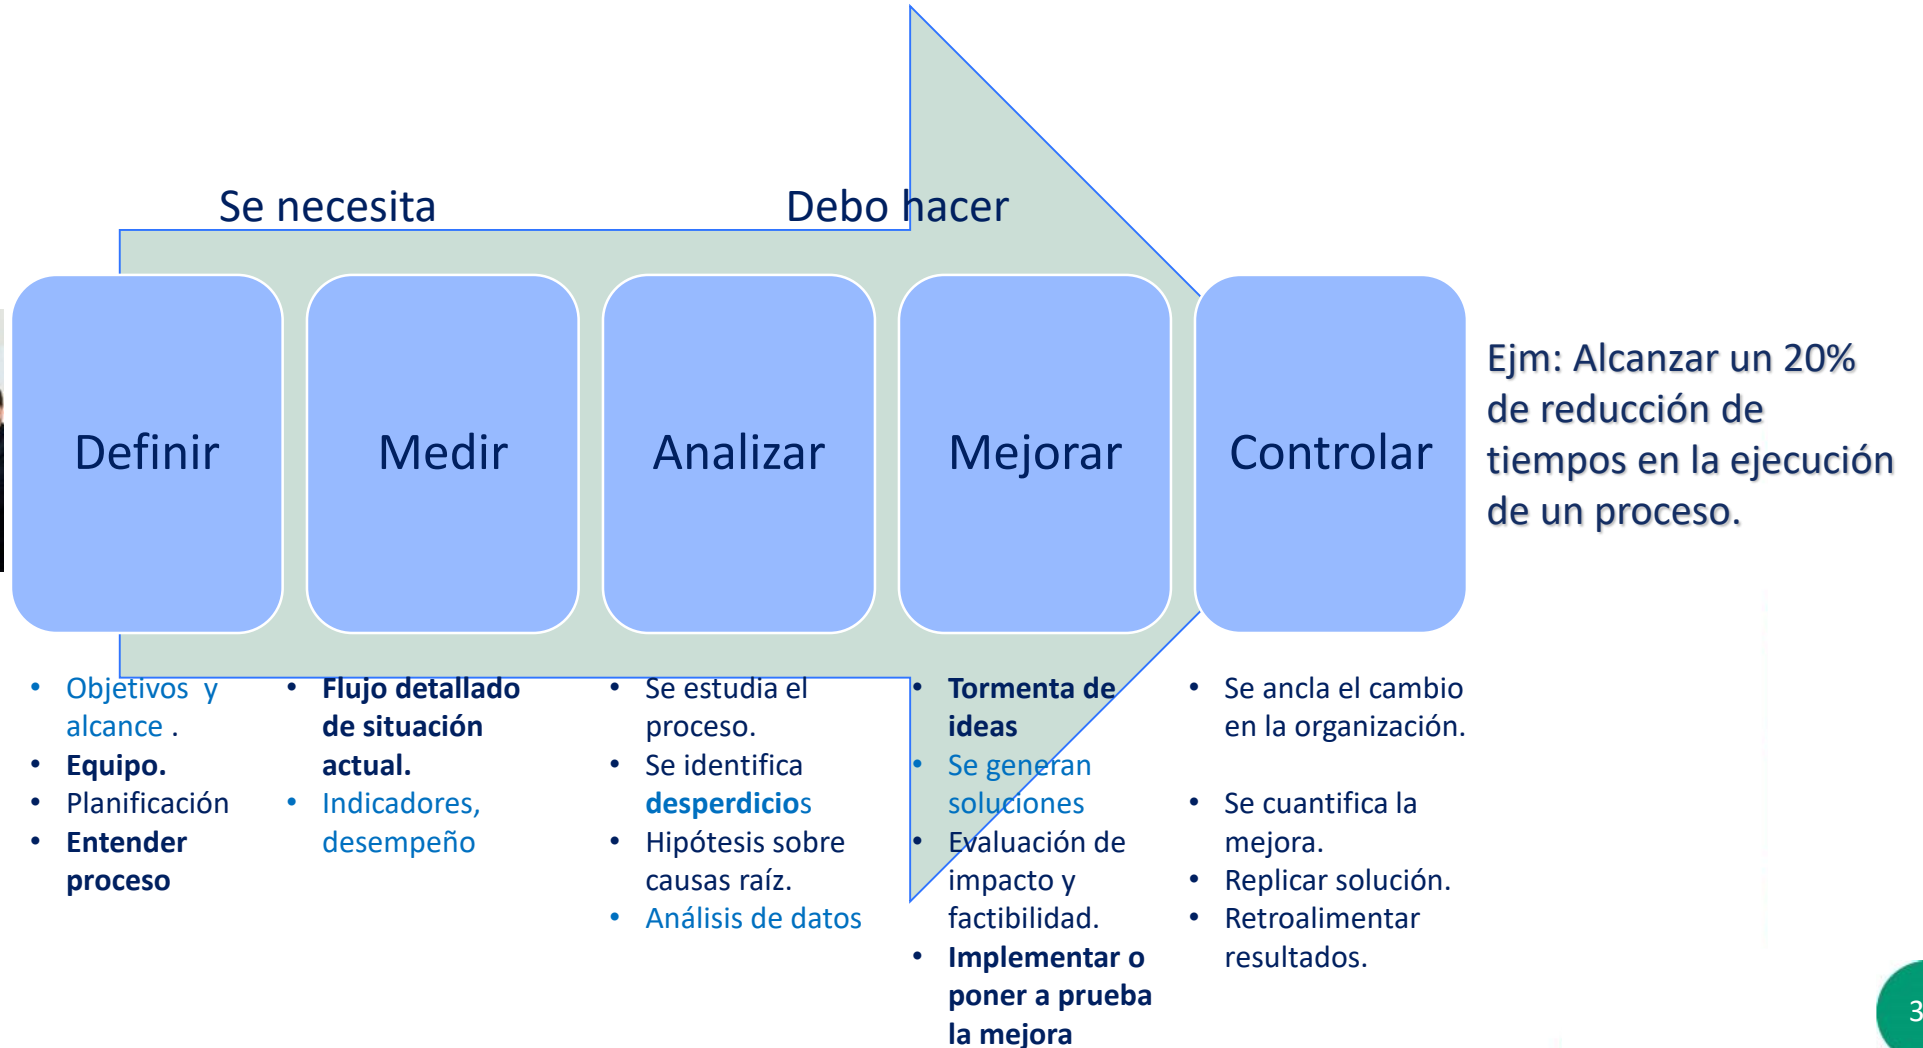 Se necesita
Debo hacer
Definir
Medir
Analizar
Mejorar
Controlar
Ejm: Alcanzar un 20%
de reducción de
tiempos en la ejecución
de un proceso.
• Objetivos y
alcance .
• Equipo.
• Planificación
• Entender
proceso
• Flujo detallado
de situación
actual.
• Indicadores,
desempeño
• Se estudia el
proceso.
• Se identifica
desperdicios
• Hipótesis sobre
causas raíz.
• Análisis de datos
• Tormenta de
ideas
• Se generan
soluciones
• Evaluación de
impacto y
factibilidad.
• Implementar o
poner a prueba
la mejora
• Se ancla el cambio
en la organización.
• Se cuantifica la
mejora.
• Replicar solución.
• Retroalimentar
resultados.
3